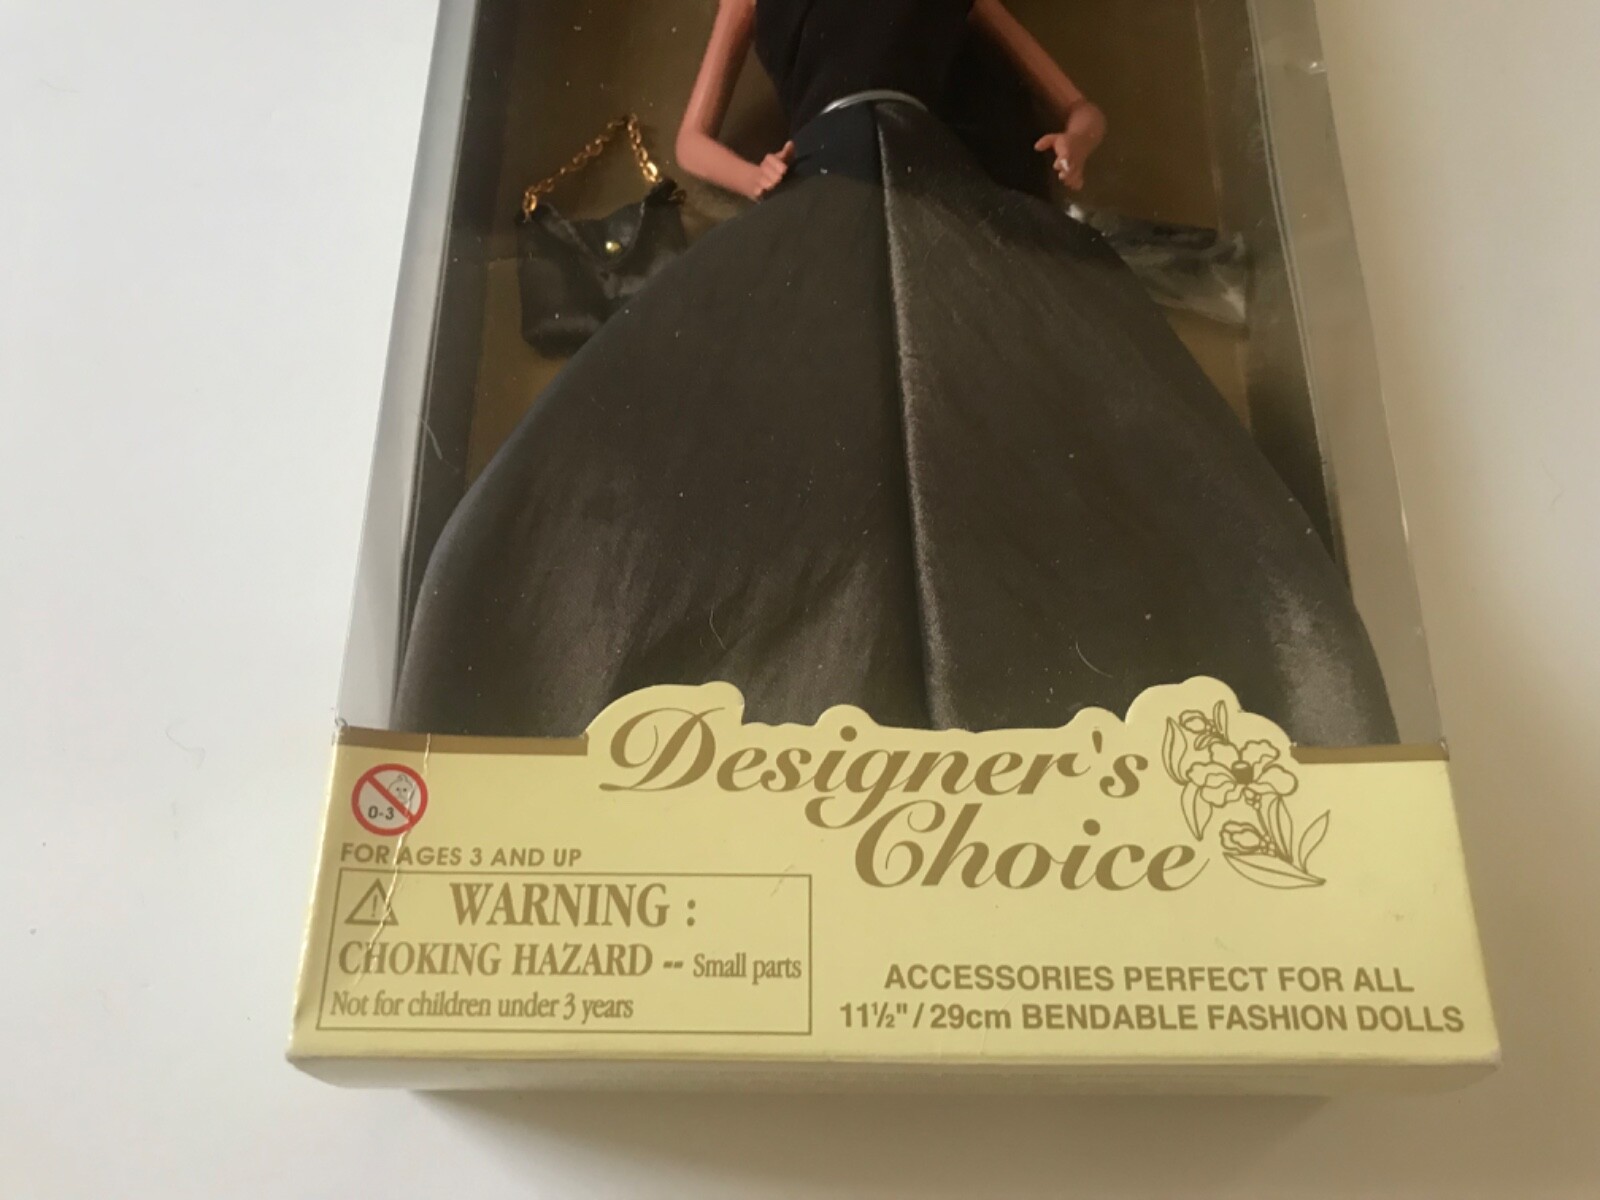 Designer's
Choice
0-3
FOR AGES 3 AND UP
WARNING :
CHOKING HAZARD -- Small parts
Not for children under 3 years
ACCESSORIES PERFECT FOR ALL
11½" / 29cm BENDABLE FASHION DOLLS